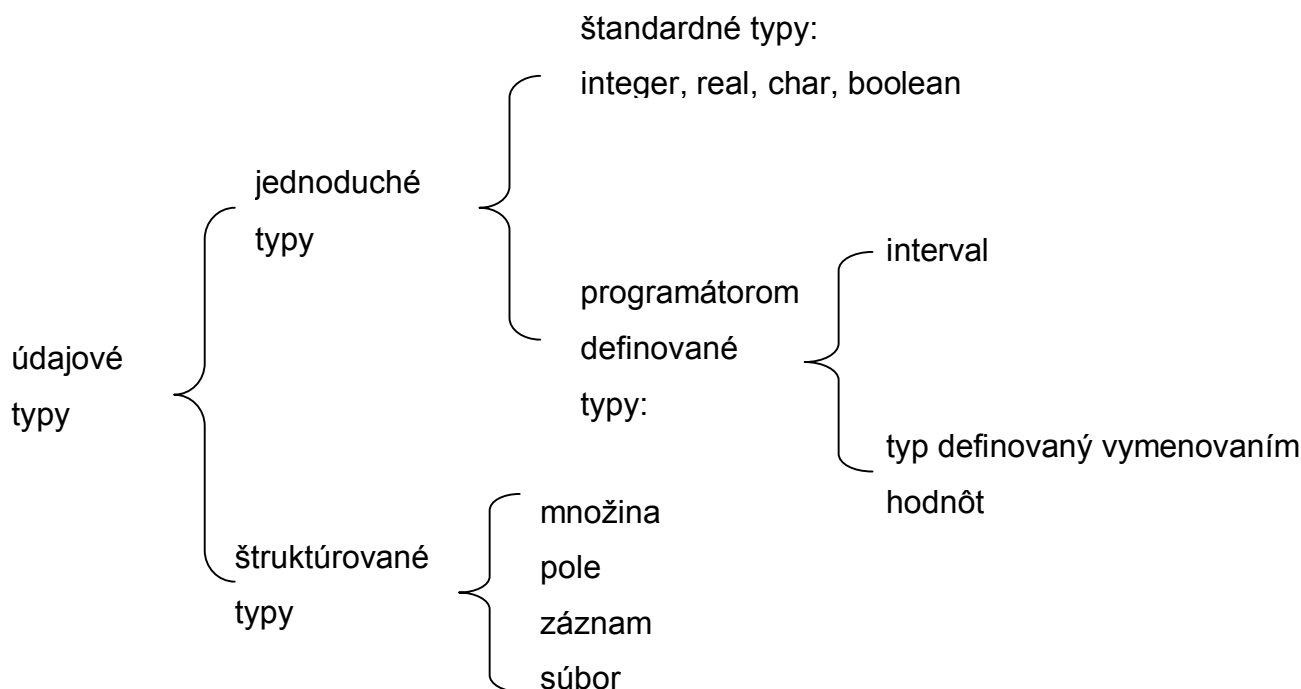 štandardné typy:
integer, real, char, boolean
jednoduché
typy
programátorom
definované
typy:
interval
typ definovaný vymenovaním
hodnôt
údajové
typy
štruktúrované
typy
množina
pole
záznam
súbor